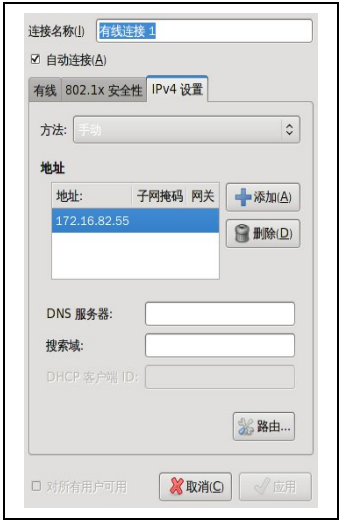 连接名称(I) 有线连接 1
自动连接(A)
有线 802.1x 安全性 IPv4 设置
方法: 手动
地址
地址: 子网掩码 网关
172.16.82.55
添加(A)
删除(D)
DNS 服务器:
搜索域:
DHCP 客户端 ID:
路由...
对所有用户可用 取消(C) 应用